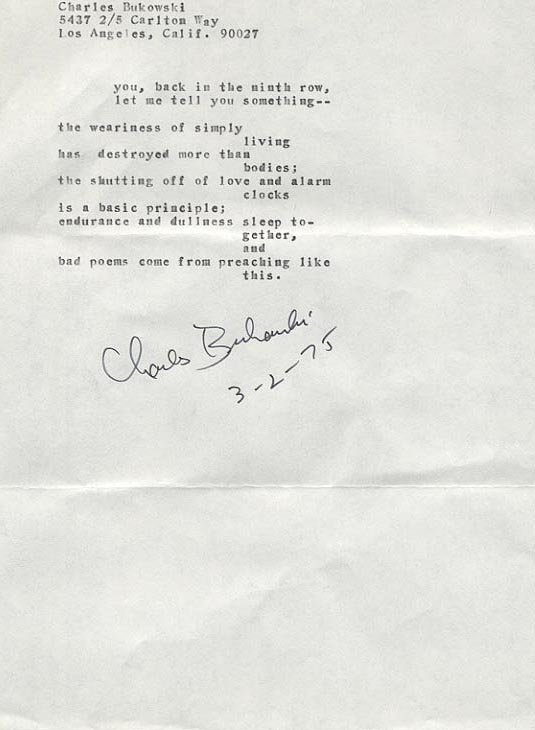 Charles Bukowski
5437 2/5 Carlton Way
Los Angeles, Calif. 90027
you, back in the ninth row,
let me tell you something--
the weariness of simply
living
has destroyed more than
bodies;
the shutting off of love and alarm
clocks
is a basic principle;
endurance and dullness sleep to-
gether,
and
bad poems come from preaching like
this.
Charles Bukowski
3-2-75